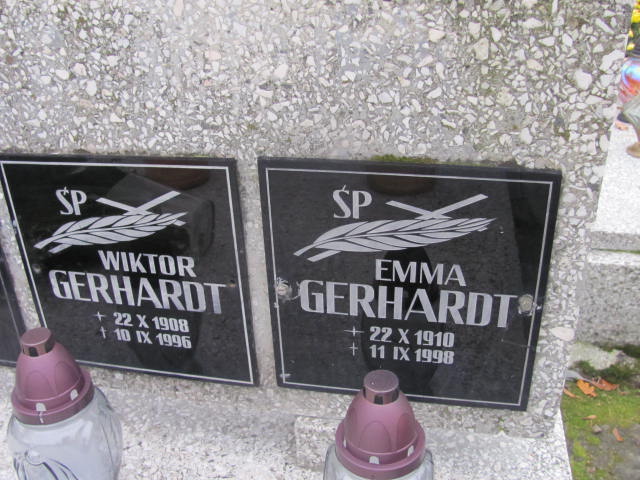 ŚP
WIKTOR
GERHARDT
+ 22 X 1908
+ 10 IX 1996
ŚP
EMMA
GERHARDT
+ 22 X 1910
+ 11 IX 1998